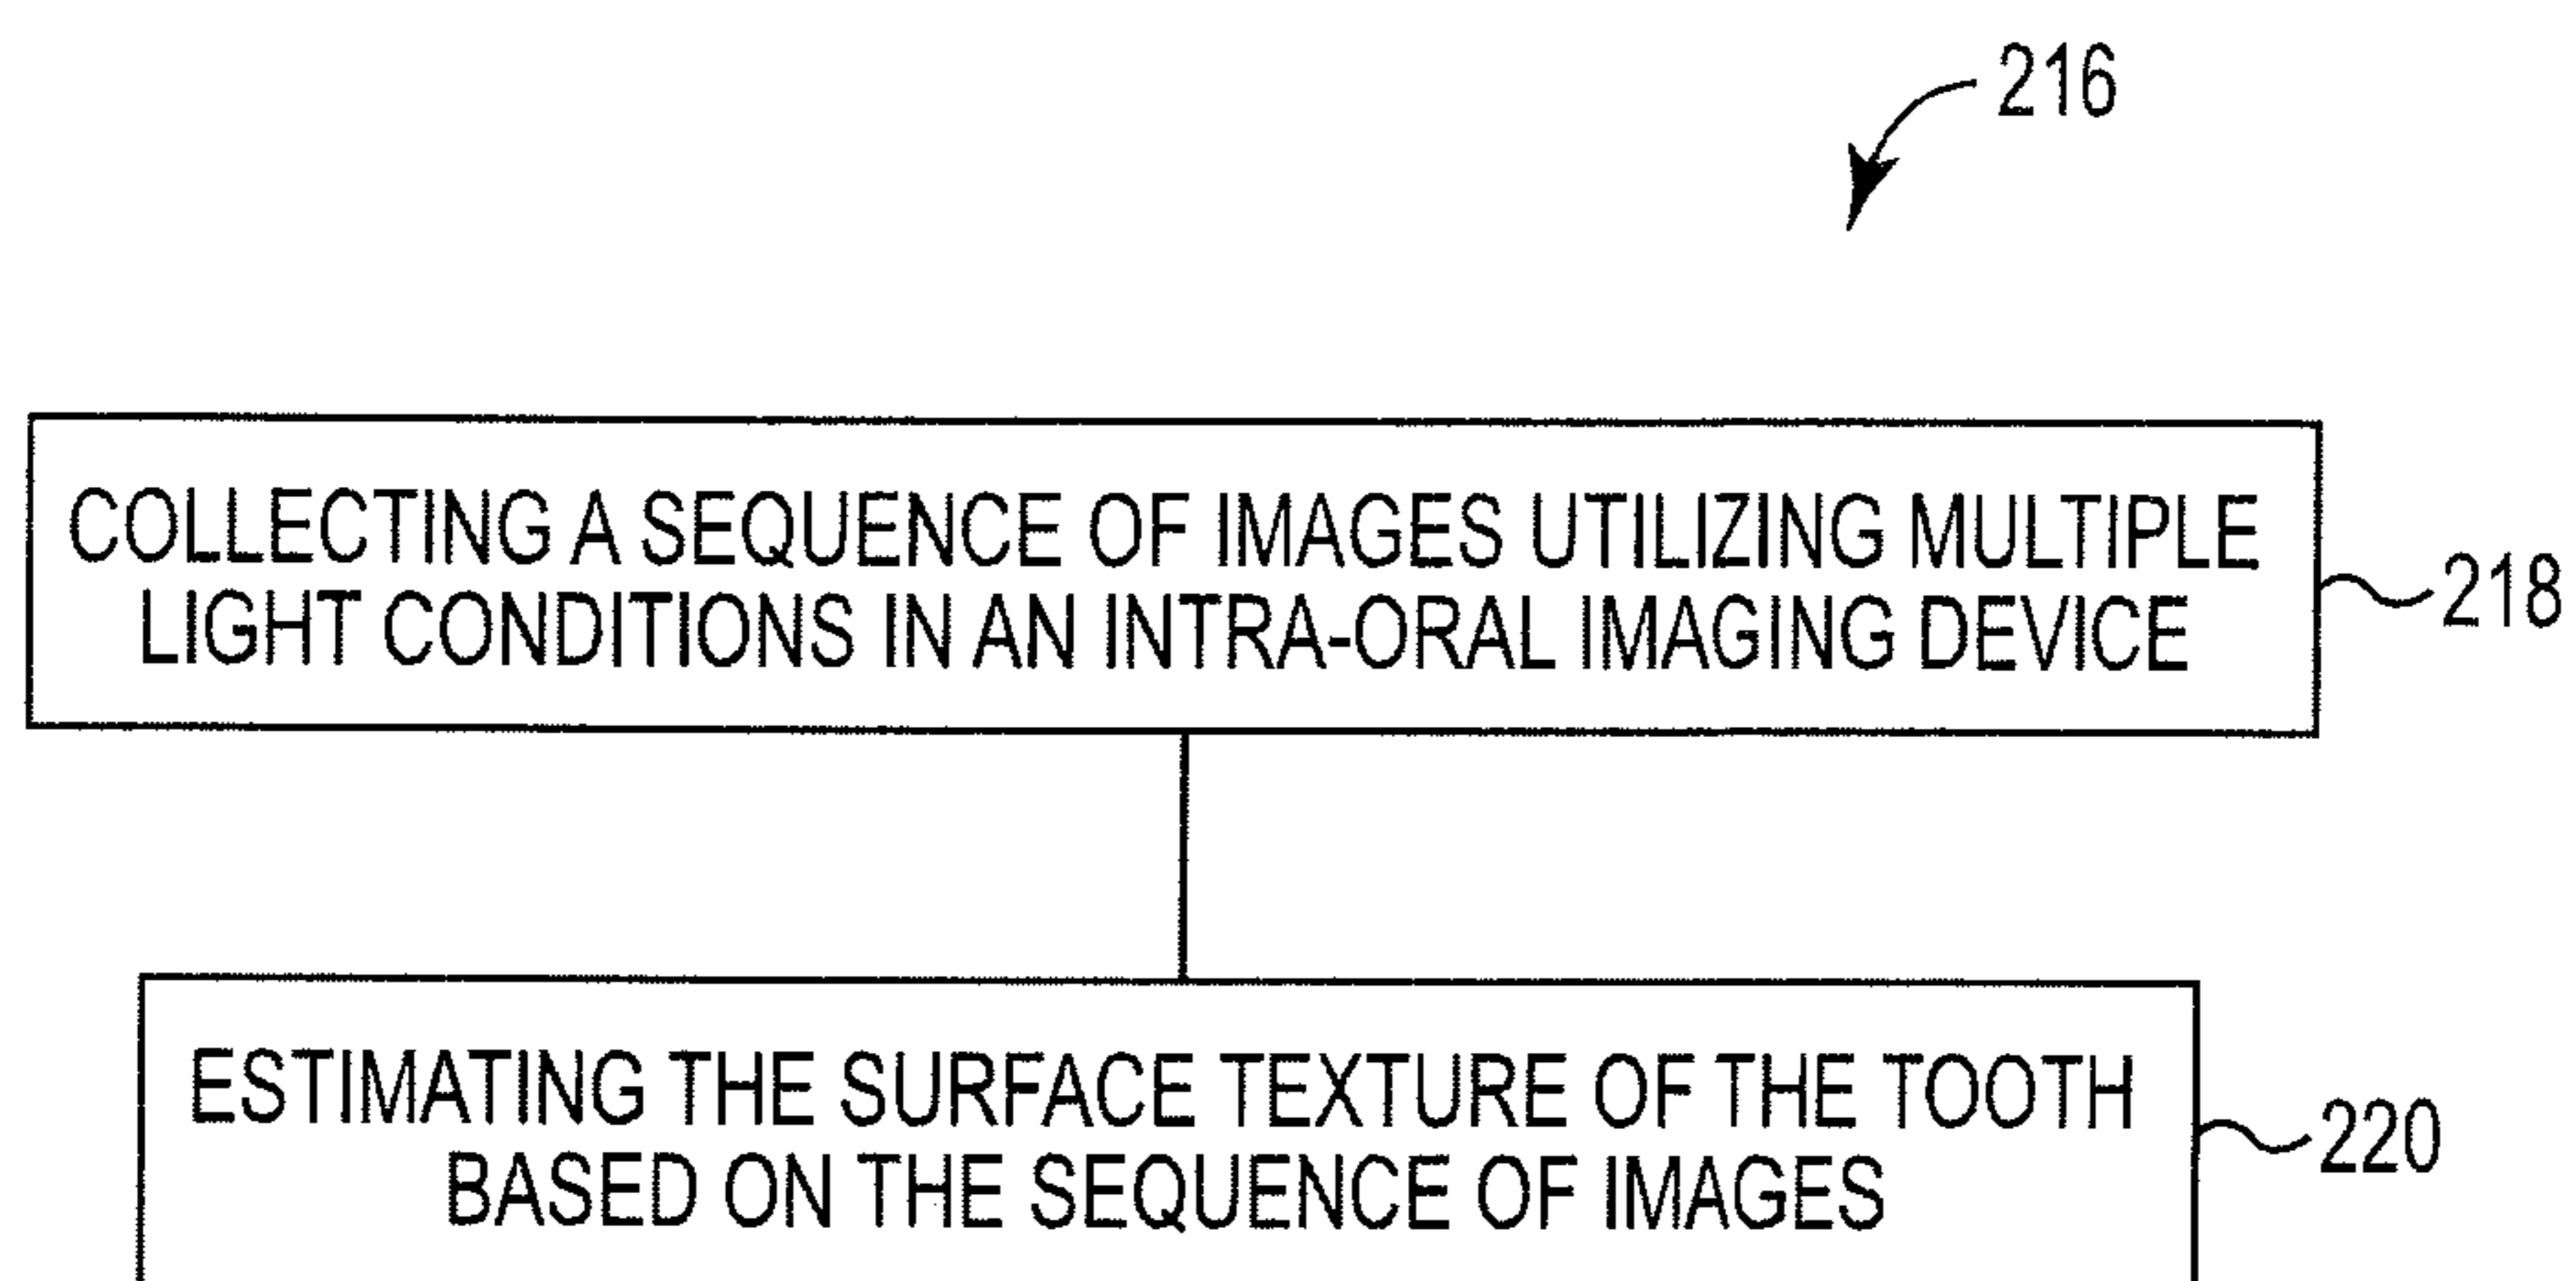 216
COLLECTING A SEQUENCE OF IMAGES UTILIZING MULTIPLE
LIGHT CONDITIONS IN AN INTRA-ORAL IMAGING DEVICE
218
ESTIMATING THE SURFACE TEXTURE OF THE TOOTH
BASED ON THE SEQUENCE OF IMAGES
220